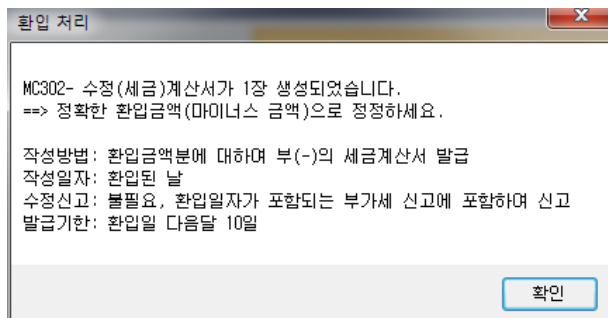 환입 처리
MC302- 수정(세금)계산서가 1장 생성되었습니다.
==> 정확한 환입금액(마이너스 금액)으로 정정하세요.
작성방법: 환입금액분에 대하여 부(-)의 세금계산서 발급
작성일자: 환입된 날
수정신고: 불필요, 환입일자가 포함되는 부가세 신고에 포함하여 신고
발급기한: 환입일 다음달 10일
확인